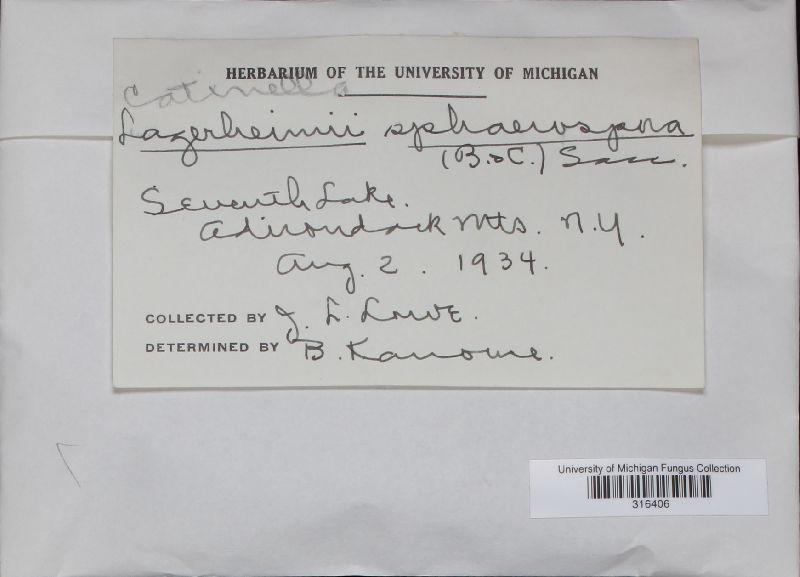 HERBARIUM OF THE UNIVERSITY OF MICHIGAN
Catinella
Lagerheimii sphaerospora
(B. & C.) Sacc.
Seventh Lake.
Adirondack Mts. N.Y.
Aug. 2. 1934.
COLLECTED BY J. L. Lowe.
DETERMINED BY B. Kanouse.
University of Michigan Fungus Collection
316406